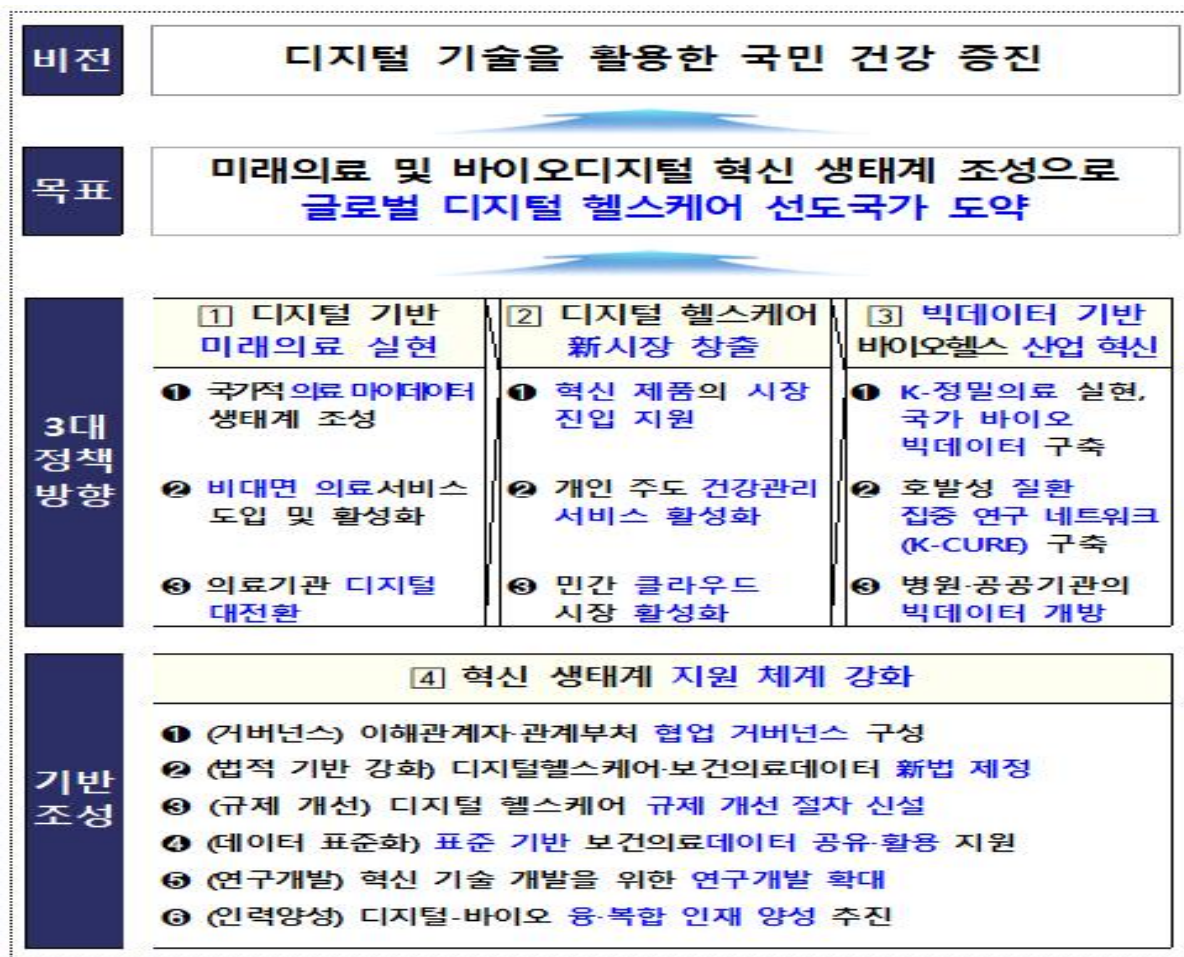 비전
디지털 기술을 활용한 국민 건강 증진
목표
미래의료 및 바이오디지털 혁신 생태계 조성으로
글로벌 디지털 헬스케어 선도국가 도약
3대
정책
방향
1 디지털 기반
미래의료 실현
❶ 국가적 의료 마이데이터
생태계 조성
❷ 비대면 의료서비스
도입 및 활성화
❸ 의료기관 디지털
대전환
2 디지털 헬스케어
新시장 창출
❶ 혁신 제품의 시장
진입 지원
❷ 개인 주도 건강관리
서비스 활성화
❸ 민간 클라우드
시장 활성화
3 빅데이터 기반
바이오헬스 산업 혁신
❶ K-정밀의료 실현,
국가 바이오
빅데이터 구축
❷ 호발성 질환
집중 연구 네트워크
(K-CURE) 구축
❸ 병원·공공기관의
빅데이터 개방
기반
조성
4 혁신 생태계 지원 체계 강화
❶ (거버넌스) 이해관계자·관계부처 협업 거버넌스 구성
❷ (법적 기반 강화) 디지털헬스케어·보건의료데이터 新법 제정
❸ (규제 개선) 디지털 헬스케어 규제 개선 절차 신설
❹ (데이터 표준화) 표준 기반 보건의료데이터 공유·활용 지원
❺ (연구개발) 혁신 기술 개발을 위한 연구개발 확대
❻ (인력양성) 디지털-바이오 융·복합 인재 양성 추진